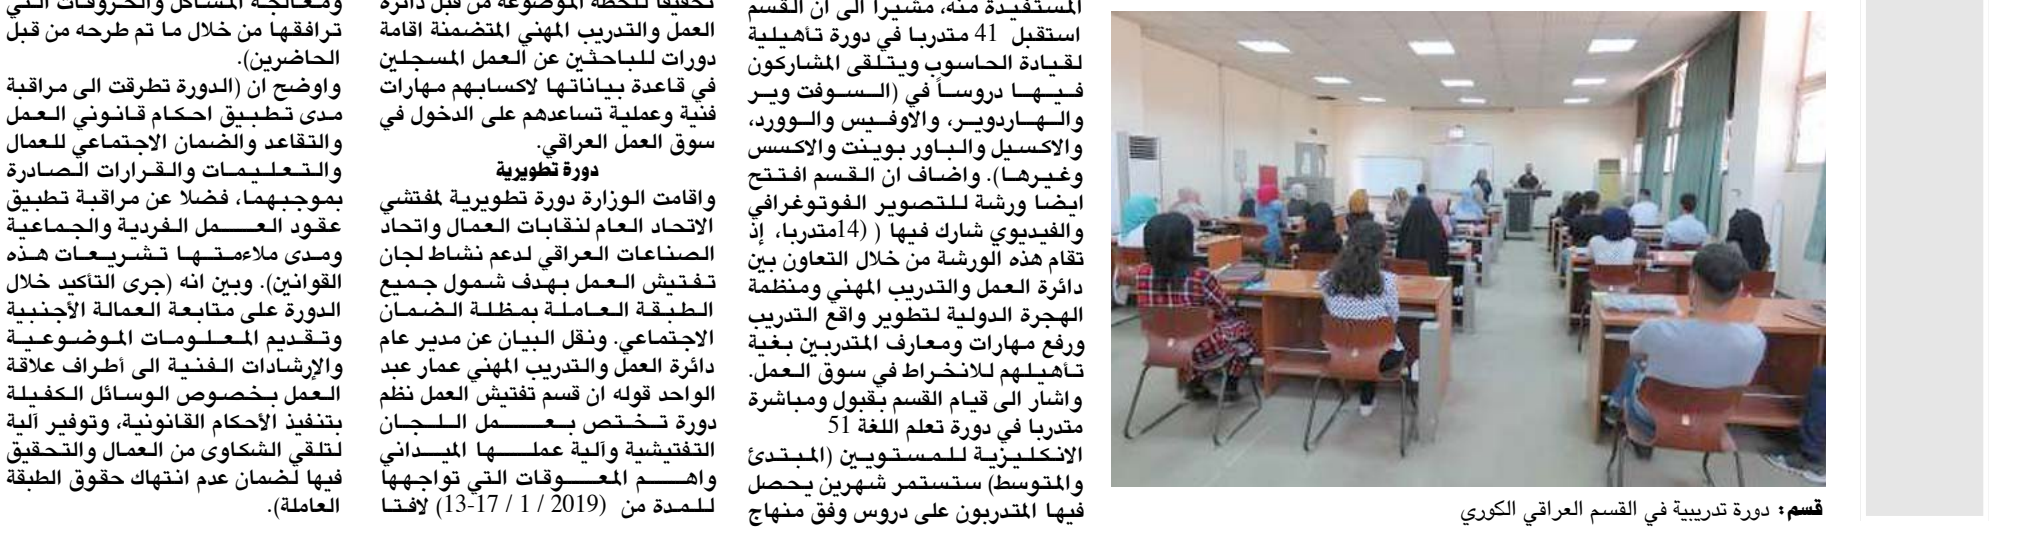 المستفيدة منه، مشيرا الى ان القسم
استقبل 41 متدربا في دورة تأهيلية
لقيادة الحاسوب ويتلقى المشاركون
فيها دروساً في (السوفت وير
والهاردوير، والاوفيس والوورد،
والاكسيل والباور بوينت والاكسس
وغيرها). واضاف ان القسم افتتح
ايضا ورشة للتصوير الفوتوغرافي
والفيديوي شارك فيها ( (14متدربا، إذ
تقام هذه الورشة من خلال التعاون بين
دائرة العمل والتدريب المهني ومنظمة
الهجرة الدولية لتطوير واقع التدريب
ورفع مهارات ومعارف المتدربين بغية
تأهيلهم للانخراط في سوق العمل.
واشار الى قيام القسم بقبول ومباشرة
متدربا في دورة تعلم اللغة 51
الانكليزية للمستويين (المبتدئ
والمتوسط) ستستمر شهرين يحصل
فيها المتدربون على دروس وفق منهاج
تحقيقا للخطة الموضوعة من قبل دائرة
العمل والتدريب المهني المتضمنة اقامة
دورات للباحثين عن العمل المسجلين
في قاعدة بياناتها لاكسابهم مهارات
فنية وعملية تساعدهم على الدخول في
سوق العمل العراقي.
دورة تطويرية
واقامت الوزارة دورة تطويرية لمفتشي
الاتحاد العام لنقابات العمال واتحاد
الصناعات العراقي لدعم نشاط لجان
تفتيش العمل بهدف شمول جميع
الطبقة العاملة بمظلة الضمان
الاجتماعي. ونقل البيان عن مدير عام
دائرة العمل والتدريب المهني عمار عبد
الواحد قوله ان قسم تفتيش العمل نظم
دورة تختص بعمل اللجان
التفتيشية وآلية عملها الميداني
واهم المعوقات التي تواجهها
للمدة من (2019 / 1 / 17-13) لافتا
ومعالجة المشاكل والخروقات التي
ترافقها من خلال ما تم طرحه من قبل
الحاضرين).
واوضح ان (الدورة تطرقت الى مراقبة
مدى تطبيق احكام قانوني العمل
والتقاعد والضمان الاجتماعي للعمال
والتعليمات والقرارات الصادرة
بموجبهما، فضلا عن مراقبة تطبيق
عقود العمل الفردية والجماعية
ومدى ملاءمتها تشريعات هذه
القوانين). وبين انه (جرى التأكيد خلال
الدورة على متابعة العمالة الأجنبية
وتقديم المعلومات الموضوعية
والإرشادات الفنية الى أطراف علاقة
العمل بخصوص الوسائل الكفيلة
بتنفيذ الأحكام القانونية، وتوفير آلية
لتلقي الشكاوى من العمال والتحقيق
فيها لضمان عدم انتهاك حقوق الطبقة
العاملة).
قسم: دورة تدريبية في القسم العراقي الكوري